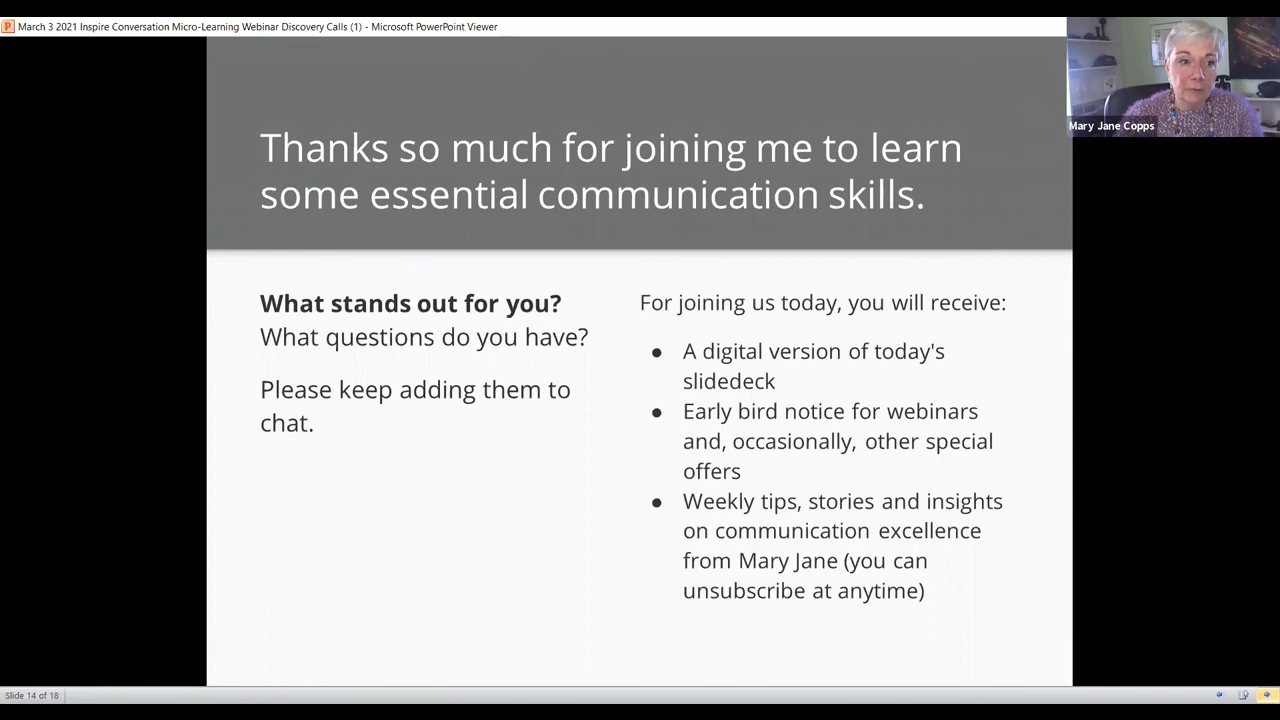 March 3 2021 Inspire Conversation Micro-Learning Webinar Discovery Calls (1) - Microsoft PowerPoint Viewer
Mary Jane Copps
Thanks so much for joining me to learn
some essential communication skills.
What stands out for you?
What questions do you have?
Please keep adding them to
chat.
For joining us today, you will receive:
● A digital version of today's
slidedeck
● Early bird notice for webinars
and, occasionally, other special
offers
● Weekly tips, stories and insights
on communication excellence
from Mary Jane (you can
unsubscribe at anytime)
Slide 14 of 18